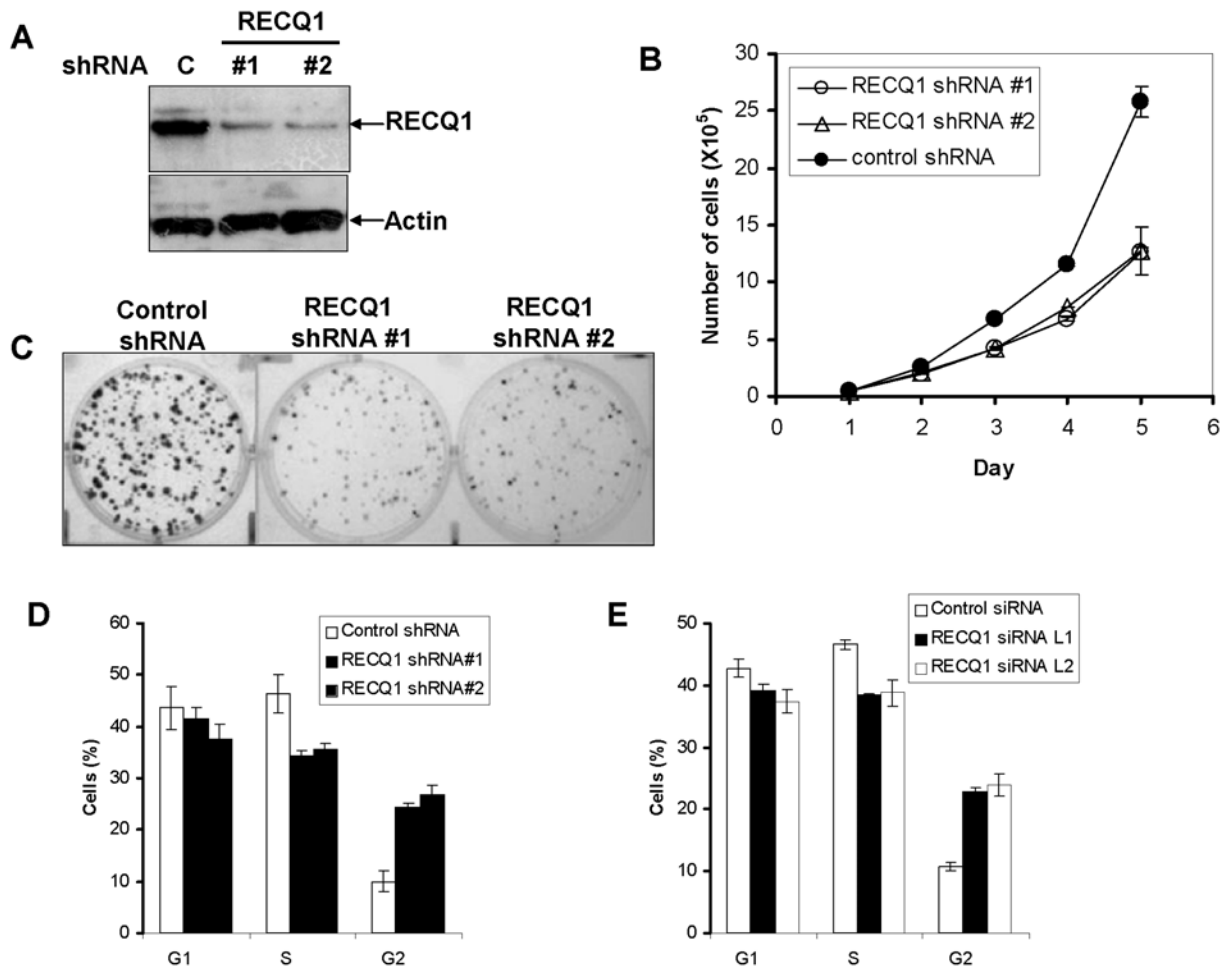 A
RECQ1
shRNA C #1 #2
RECQ1
Actin
B
30
25
20
15
10
5
0
Number of cells (X10⁵)
RECQ1 shRNA #1
RECQ1 shRNA #2
control shRNA
0 1 2 3 4 5 6
Day
C
Control
shRNA
RECQ1
shRNA #1
RECQ1
shRNA #2
D
60
50
40
30
20
10
0
Cells (%)
Control shRNA
RECQ1 shRNA#1
RECQ1 shRNA#2
G1 S G2
E
50
40
30
20
10
0
Cells (%)
Control siRNA
RECQ1 siRNA L1
RECQ1 siRNA L2
G1 S G2